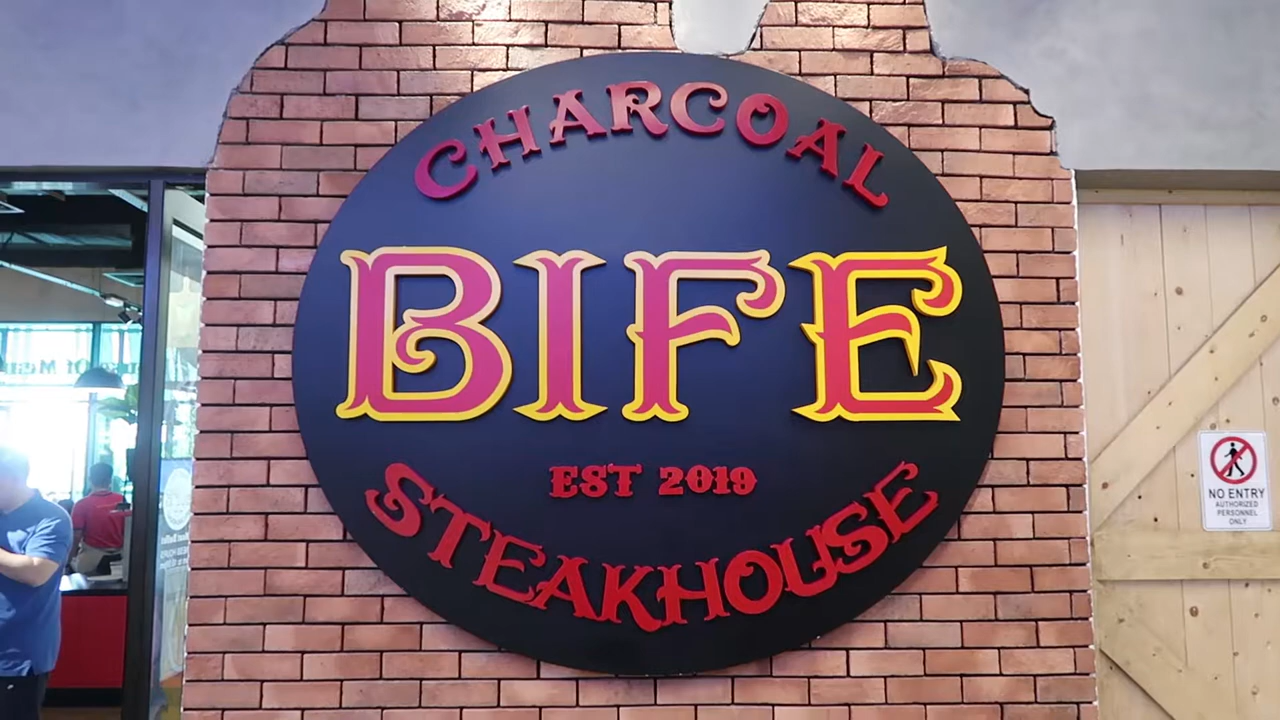 CHARCOAL
BIFE
EST 2019
STEAKHOUSE
NO ENTRY
AUTHORIZED
PERSONNEL
ONLY